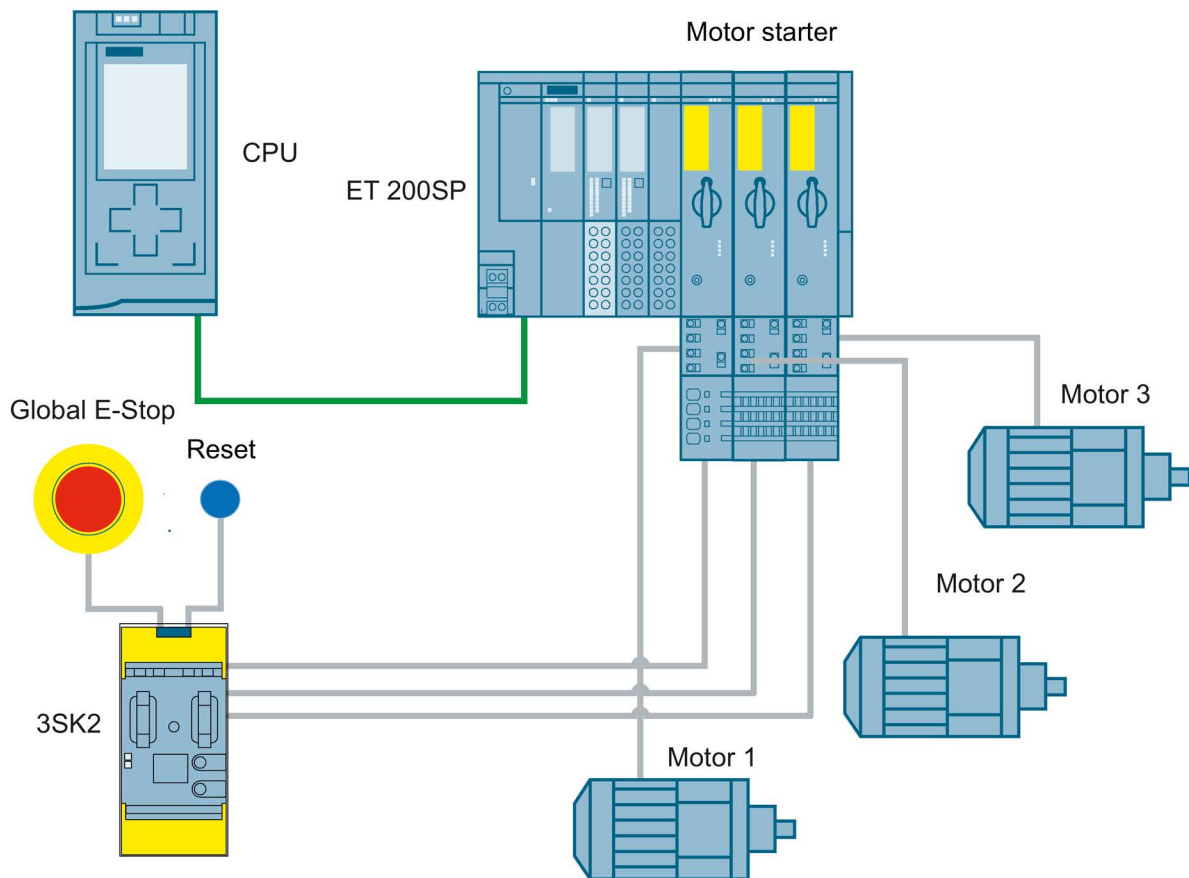 Motor starter
CPU
ET 200SP
Motor 3
Global E-Stop
Reset
Motor 2
3SK2
Motor 1